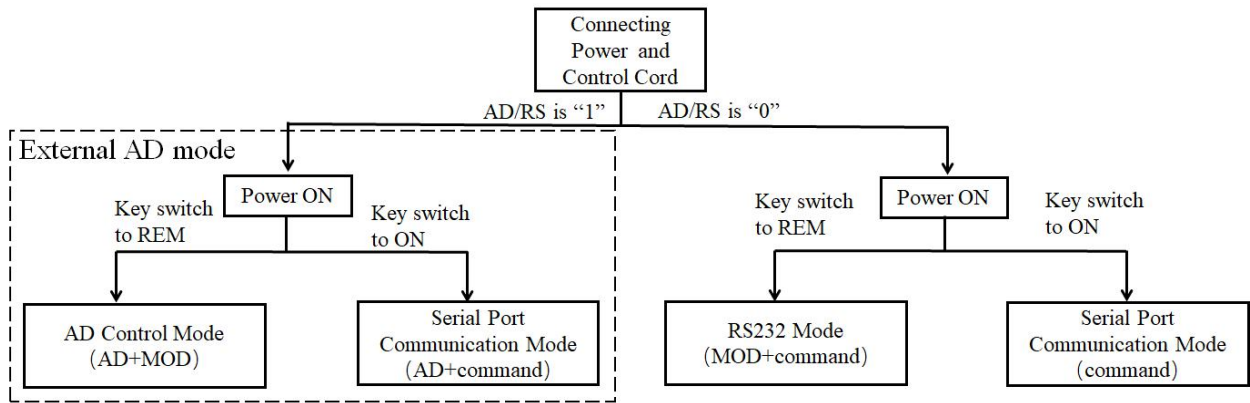 Connecting
Power and
Control Cord
AD/RS is “1”
AD/RS is “0”
External AD mode
Power ON
Key switch
to REM
Key switch
to ON
AD Control Mode
(AD+MOD)
Serial Port
Communication Mode
(AD+command)
Power ON
Key switch
to REM
Key switch
to ON
RS232 Mode
(MOD+command)
Serial Port
Communication Mode
(command)